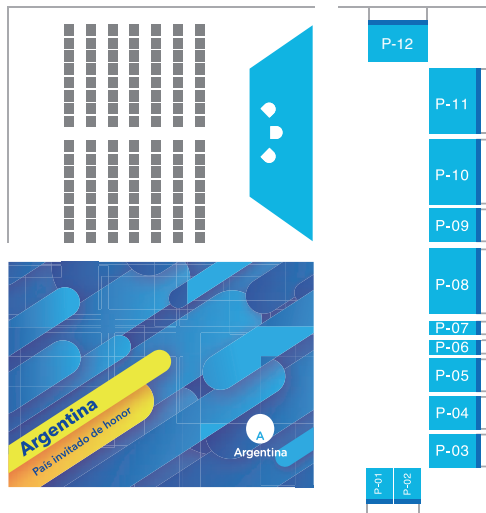 P-12
P-11
P-10
P-09
P-08
P-07
P-06
P-05
P-04
P-03
P-01
P-02
Argentina
País invitado de honor
A
Argentina